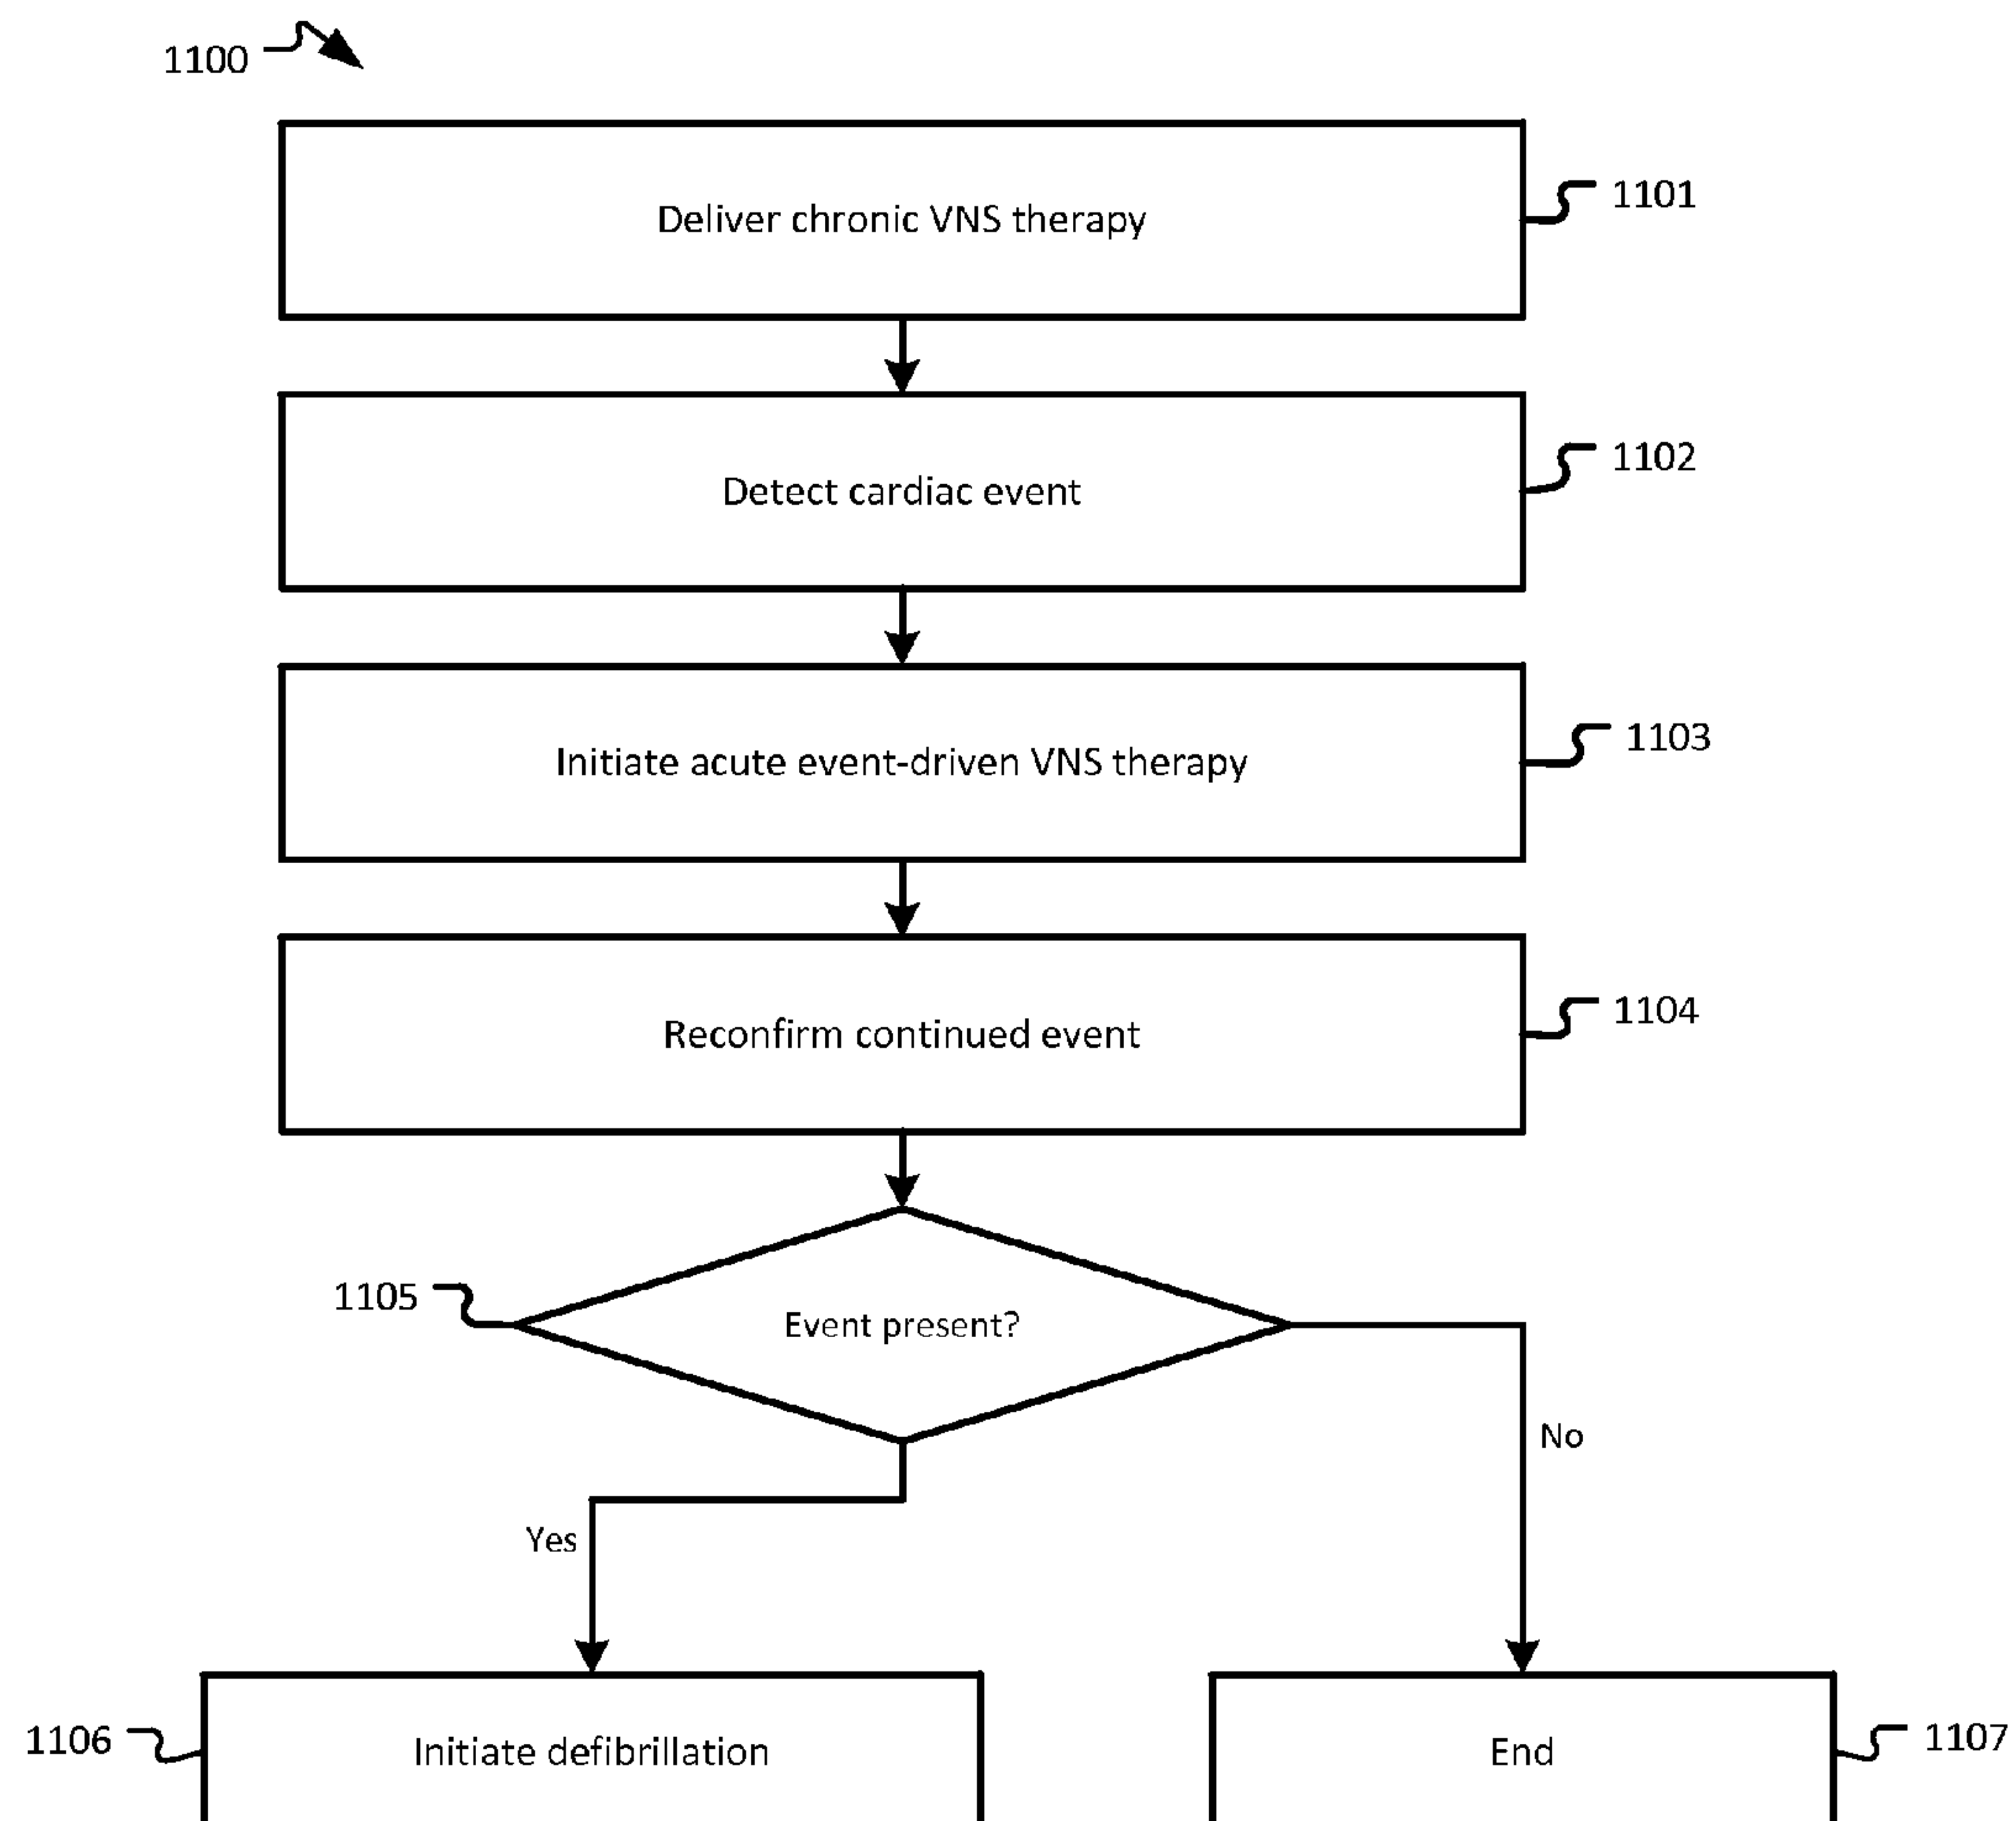 1100
Deliver chronic VNS therapy
1101
Detect cardiac event
1102
Initiate acute event-driven VNS therapy
1103
Reconfirm continued event
1104
1105
Event present?
No
Yes
1106
Initiate defibrillation
End
1107